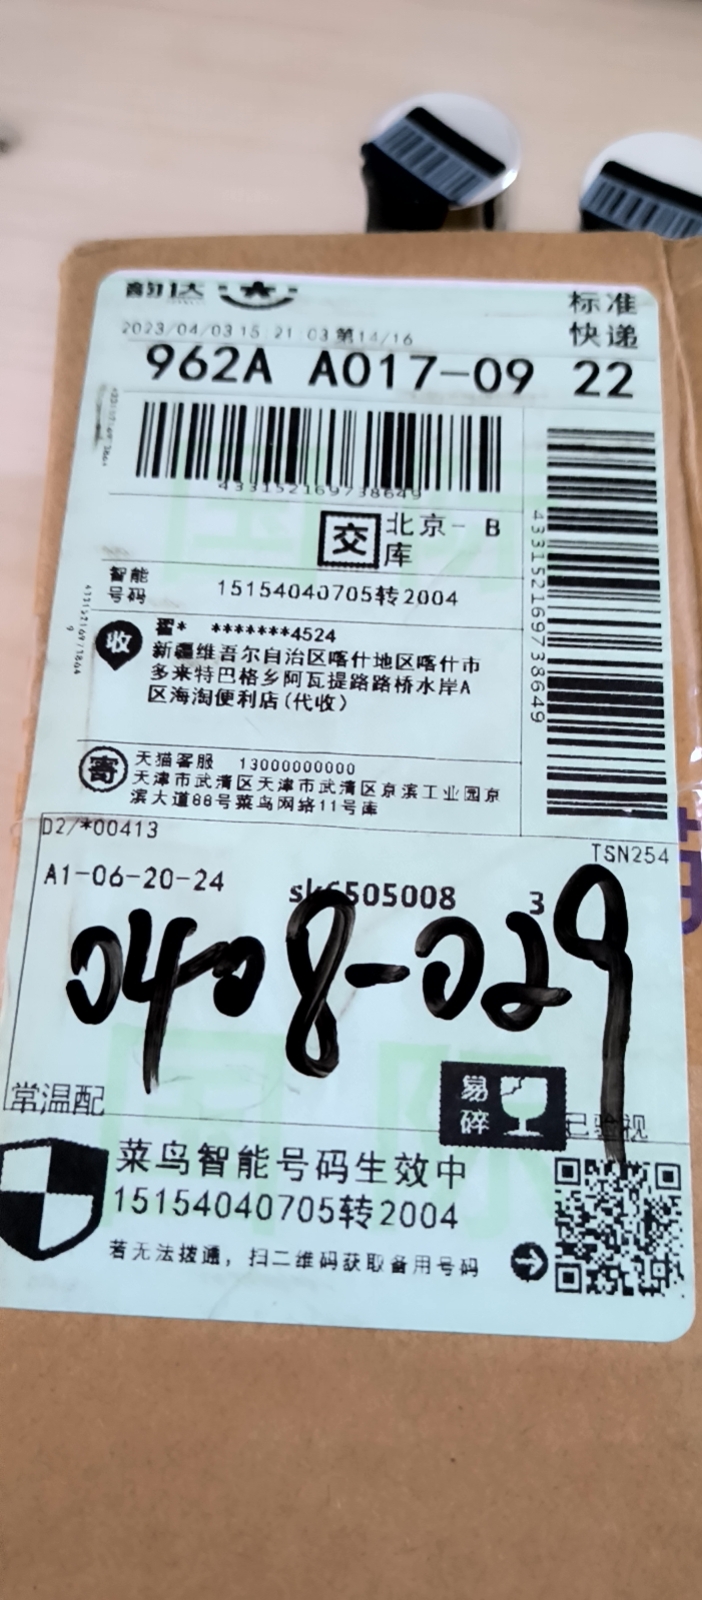 韵达
标准
快递
2023/04/03 15:21:03 第14/16
962A A017-09 22
433152169738649
433152169738649
交 北京- B
库
智能
号码 15154040705转2004
收 翟* *******4524
新疆维吾尔自治区喀什地区喀什市
多来特巴格乡阿瓦提路路桥水岸A
区海淘便利店(代收)
寄 天猫客服 13000000000
天津市武清区天津市武清区京滨工业园京
滨大道88号菜鸟网络11号库
D2/*00413
TSN254
A1-06-20-24 sk6505008 3
0408-029
国际
常温配
易
碎
已验视
菜鸟智能号码生效中
15154040705转2004
若无法拨通，扫二维码获取备用号码